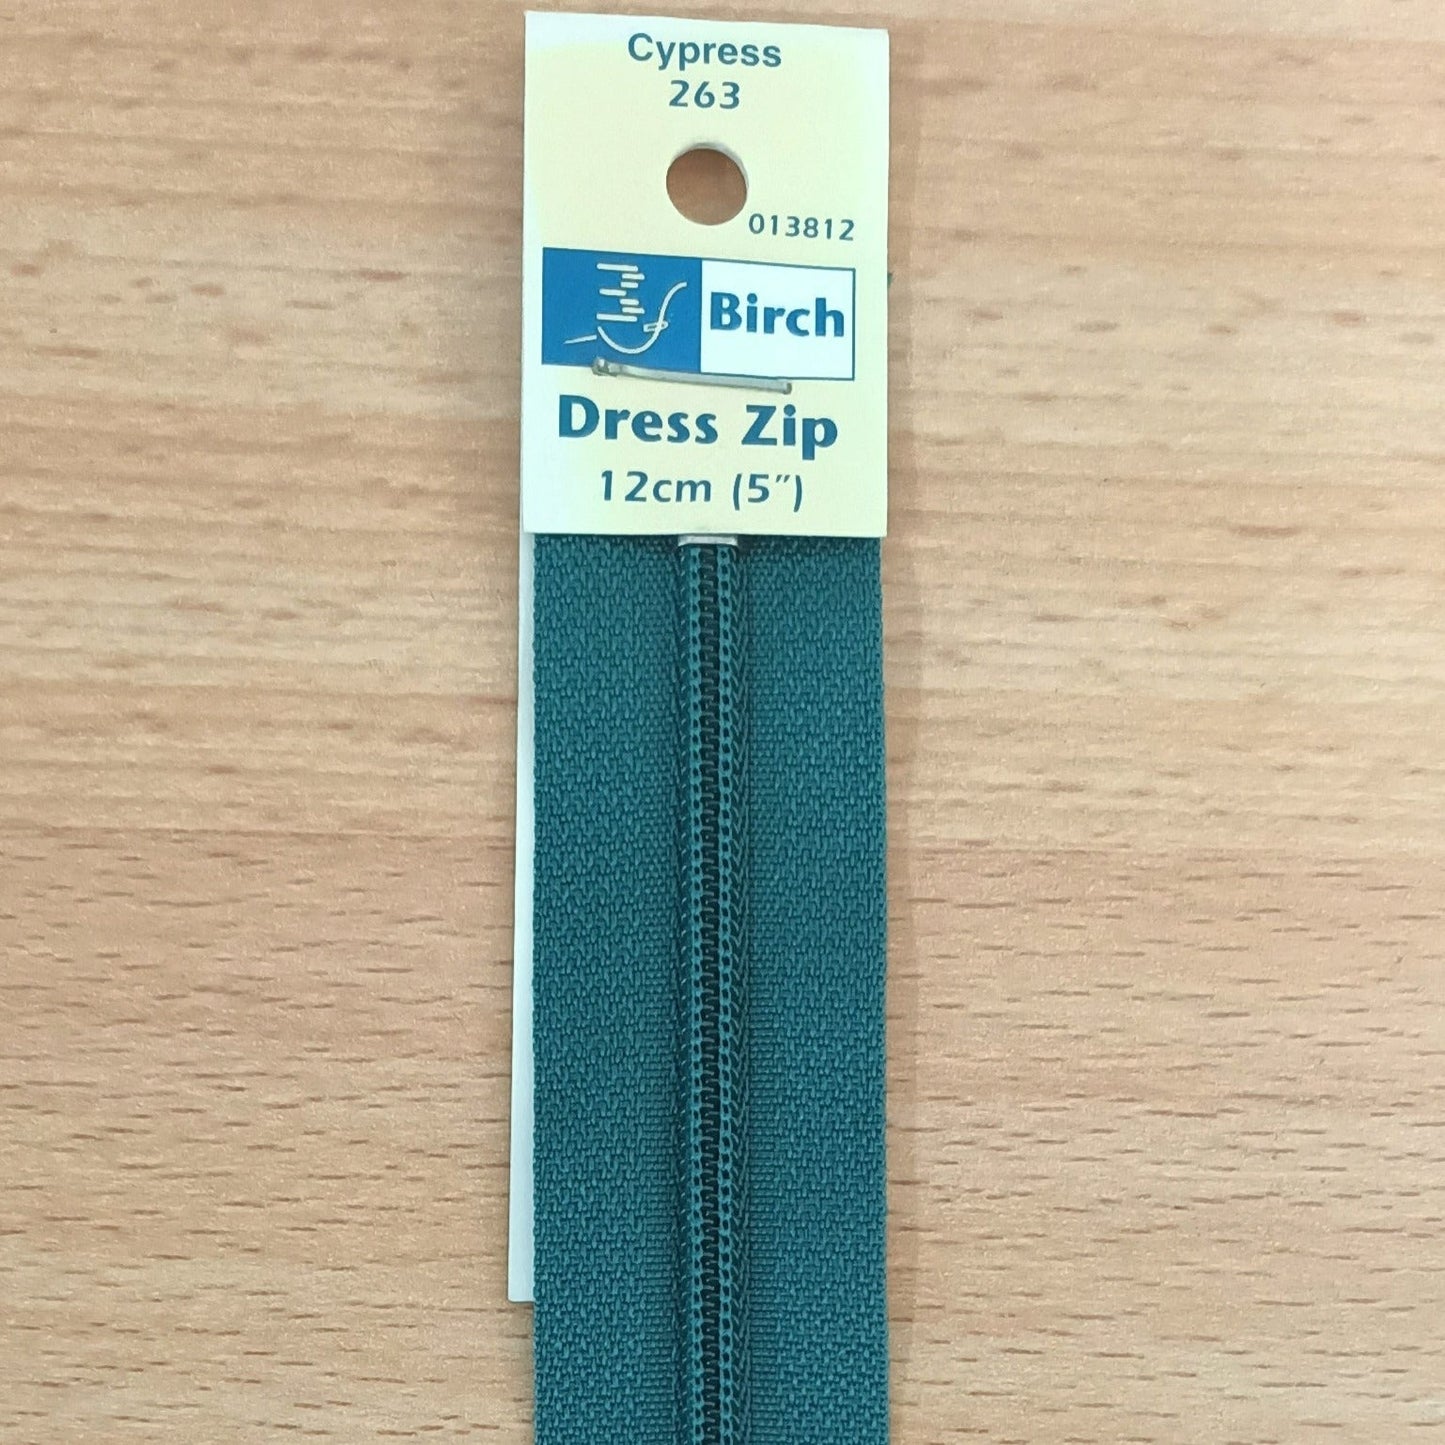 Cypress
263
013812
Birch
Dress Zip
12cm (5″)